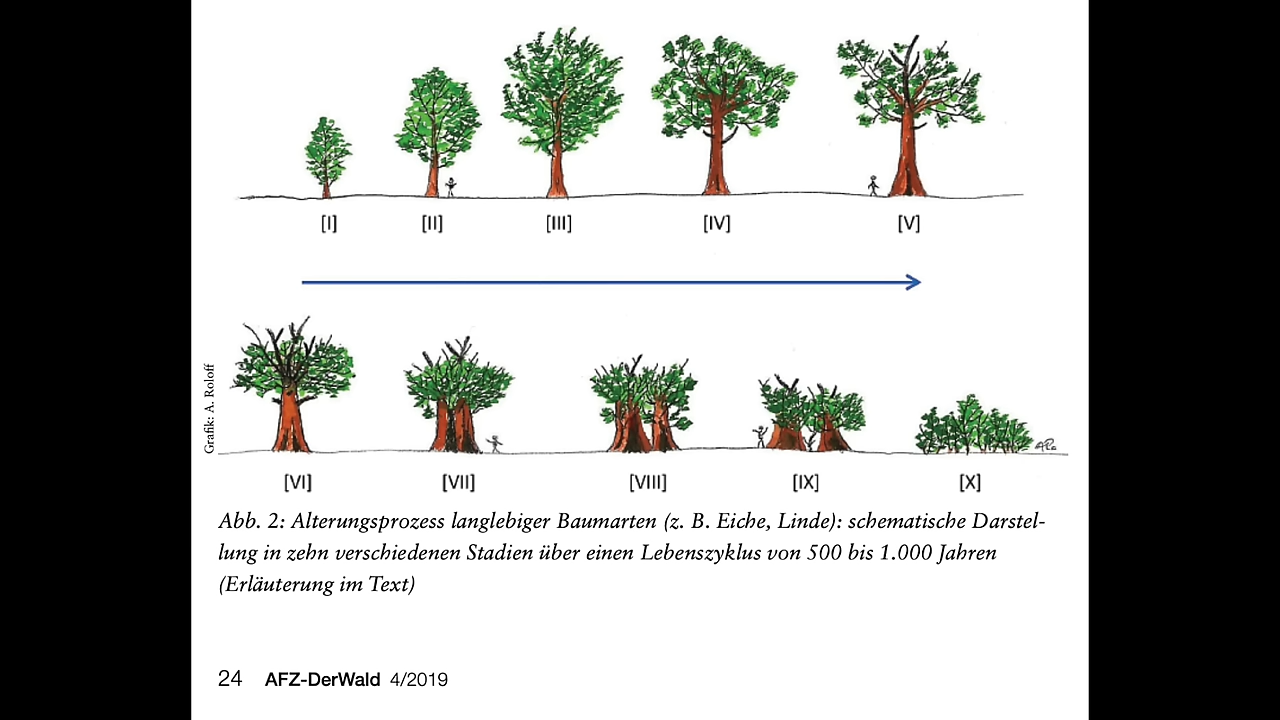 [I] [II] [III] [IV] [V]
Grafik: A. Roloff
[VI] [VII] [VIII] [IX] [X]
Abb. 2: Alterungsprozess langlebiger Baumarten (z. B. Eiche, Linde): schematische Darstel-
lung in zehn verschiedenen Stadien über einen Lebenszyklus von 500 bis 1.000 Jahren
(Erläuterung im Text)
24 AFZ-DerWald 4/2019